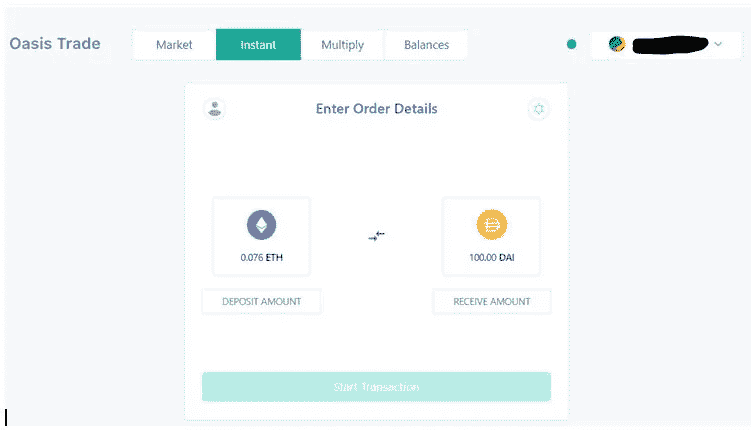 Oasis Trade Market Instant Multiply Balances
Enter Order Details
0.076 ETH 100.00 DAI
DEPOSIT AMOUNT RECEIVE AMOUNT
Start Transaction